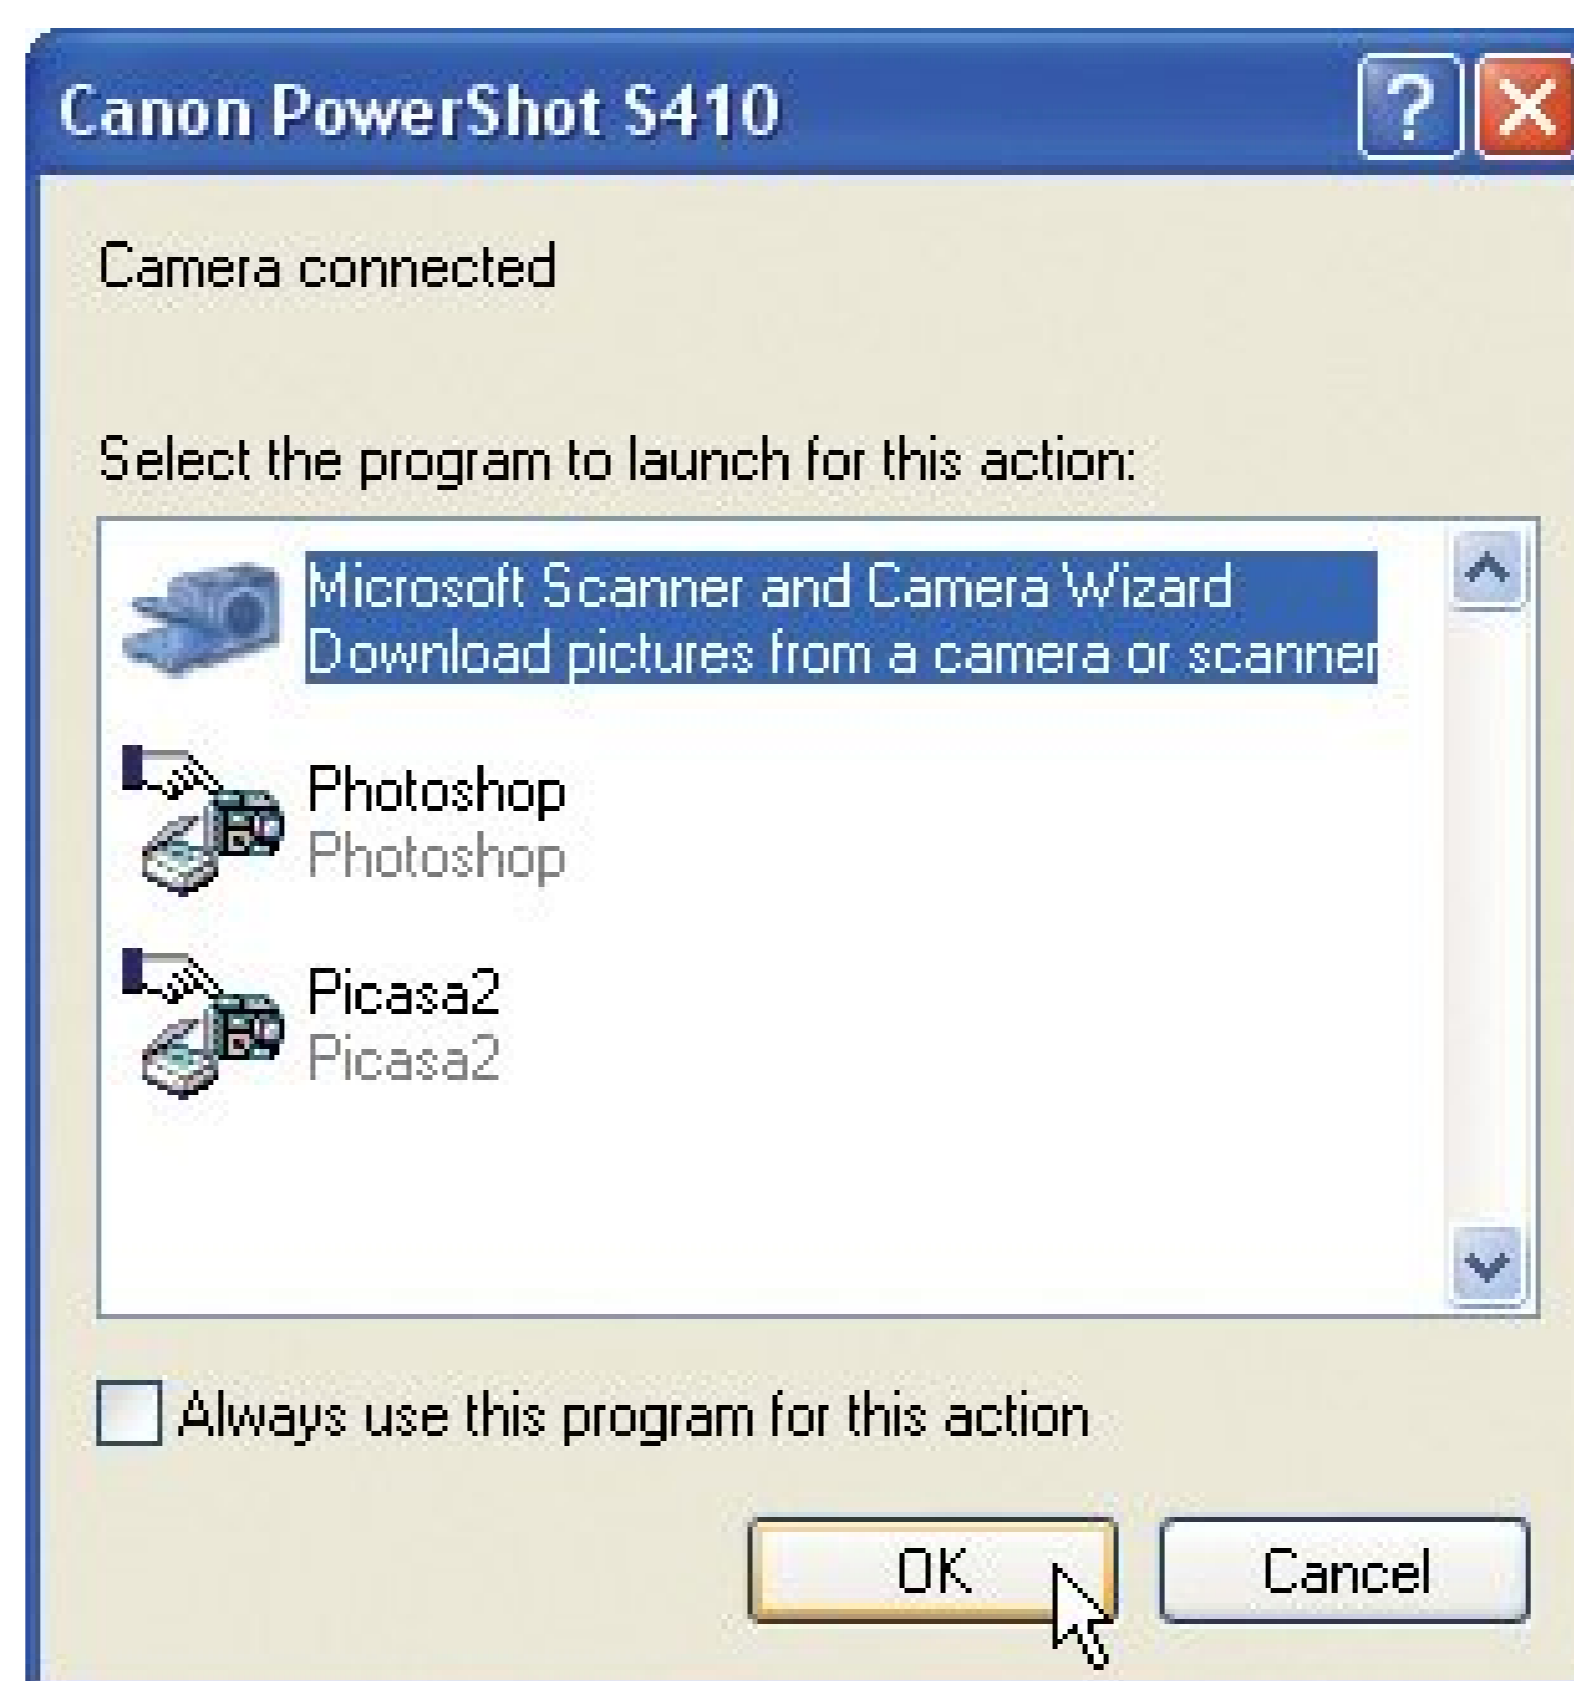 Canon PowerShot S410
Camera connected
Select the program to launch for this action:
Microsoft Scanner and Camera Wizard
Download pictures from a camera or scanner
Photoshop
Photoshop
Picasa2
Picasa2
Always use this program for this action
OK Cancel